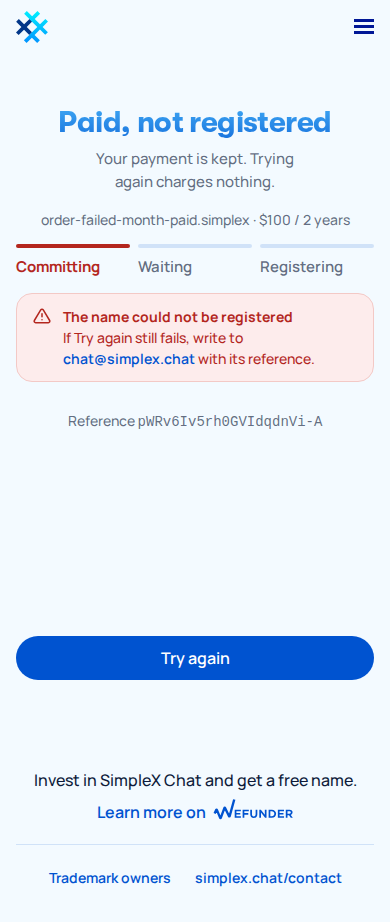 Paid, not registered
Your payment is kept. Trying
again charges nothing.
order-failed-month-paid.simplex · $100 / 2 years
Committing
Waiting
Registering
The name could not be registered
If Try again still fails, write to
chat@simplex.chat with its reference.
Reference pWRv6Iv5rh0GVIdqdnVi-A
Try again
Invest in SimpleX Chat and get a free name.
Learn more on WEFUNDER
Trademark owners
simplex.chat/contact